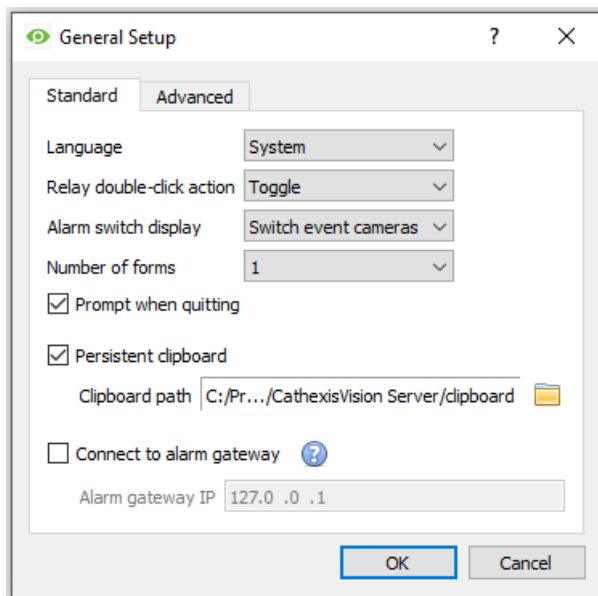 General Setup ?
Standard Advanced
Language System
Relay double-click action Toggle
Alarm switch display Switch event cameras
Number of forms 1
Prompt when quitting
Persistent clipboard
Clipboard path C:/Pr.../CathexisVision Server/clipboard
Connect to alarm gateway ?
Alarm gateway IP 127.0 .0 .1
OK Cancel